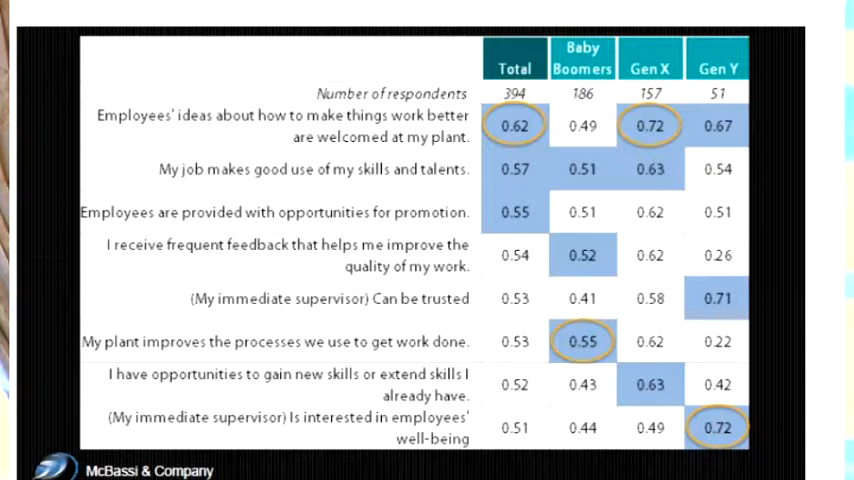 Total Baby Boomers Gen X Gen Y
Number of respondents 394 186 157 51
Employees' ideas about how to make things work better
are welcomed at my plant. 0.62 0.49 0.72 0.67
My job makes good use of my skills and talents. 0.57 0.51 0.63 0.54
Employees are provided with opportunities for promotion. 0.55 0.51 0.62 0.51
I receive frequent feedback that helps me improve the
quality of my work. 0.54 0.52 0.62 0.26
(My immediate supervisor) Can be trusted 0.53 0.41 0.58 0.71
My plant improves the processes we use to get work done. 0.53 0.55 0.62 0.22
I have opportunities to gain new skills or extend skills I
already have. 0.52 0.43 0.63 0.42
(My immediate supervisor) Is interested in employees'
well-being 0.51 0.44 0.49 0.72
McBassi & Company